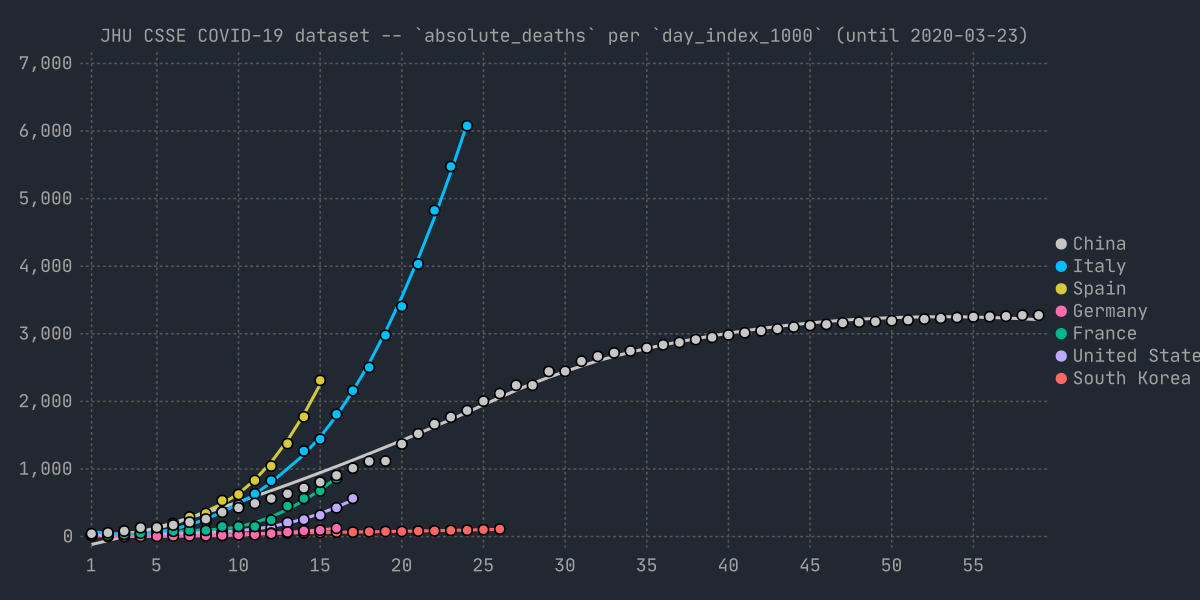 JHU CSSE COVID-19 dataset -- `absolute_deaths` per `day_index_1000` (until 2020-03-23)
7,000
6,000
5,000
4,000
3,000
2,000
1,000
0
1 5 10 15 20 25 30 35 40 45 50 55
China
Italy
Spain
Germany
France
United State
South Korea